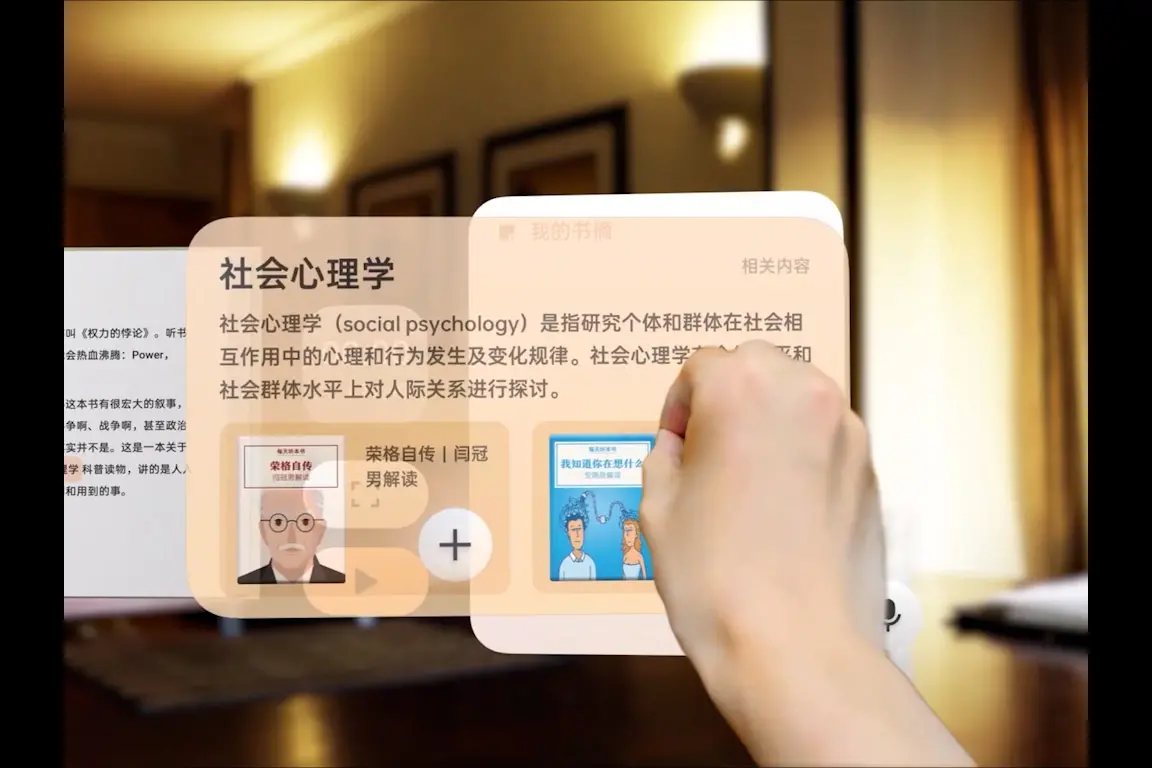 叫《权力的悖论》。听书
会热血沸腾：Power，
这本书有很宏大的叙事，
争啊、战争啊，甚至政治
实并不是。这是一本关于
学 科普读物，讲的是人
和用到的事。
我的书摘
社会心理学
相关内容
社会心理学（social psychology）是指研究个体和群体在社会相
互作用中的心理和行为发生及变化规律。社会心理学 平和
社会群体水平上对人际关系进行探讨。
每天听本书
荣格自传
闫冠男解读
荣格自传 | 闫冠
男解读
每天听本书
我知道你在想什么